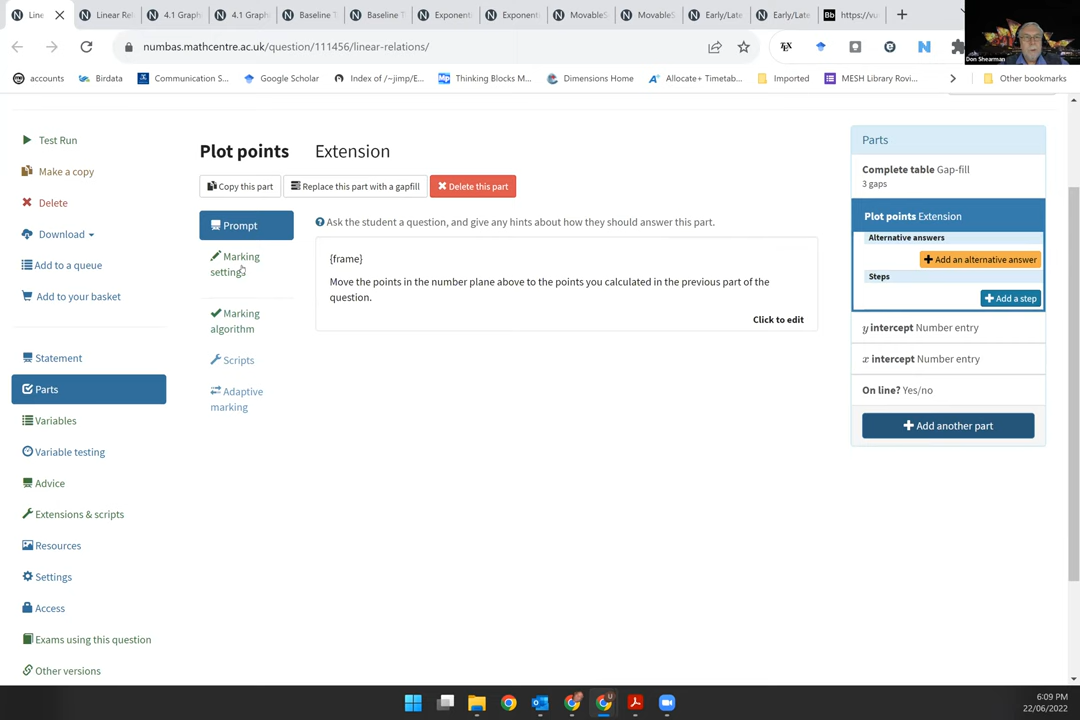 Line
Linear Rel
4.1 Graph
4.1 Graph
Baseline T
Baseline T
Exponenti
Exponent
MovableS
MovableS
Early/Late
Early/Late
https://vu
numbas.mathcentre.ac.uk/question/111456/linear-relations/
Don Shearman
accounts
Birdata
Communication S...
Google Scholar
Index of /~jimp/E...
Thinking Blocks M...
Dimensions Home
Allocate+ Timetab...
Imported
MESH Library Rovi...
Other bookmarks
Test Run
Make a copy
Delete
Download
Add to a queue
Add to your basket
Statement
Parts
Variables
Variable testing
Advice
Extensions & scripts
Resources
Settings
Access
Exams using this question
Other versions
Plot points Extension
Copy this part
Replace this part with a gapfill
Delete this part
Prompt
Marking
settings
Marking
algorithm
Scripts
Adaptive
marking
Ask the student a question, and give any hints about how they should answer this part.
{frame}
Move the points in the number plane above to the points you calculated in the previous part of the
question.
Click to edit
Parts
Complete table Gap-fill
3 gaps
Plot points Extension
Alternative answers
Add an alternative answer
Steps
Add a step
y intercept Number entry
x intercept Number entry
On line? Yes/no
Add another part
6:09 PM
22/06/2022